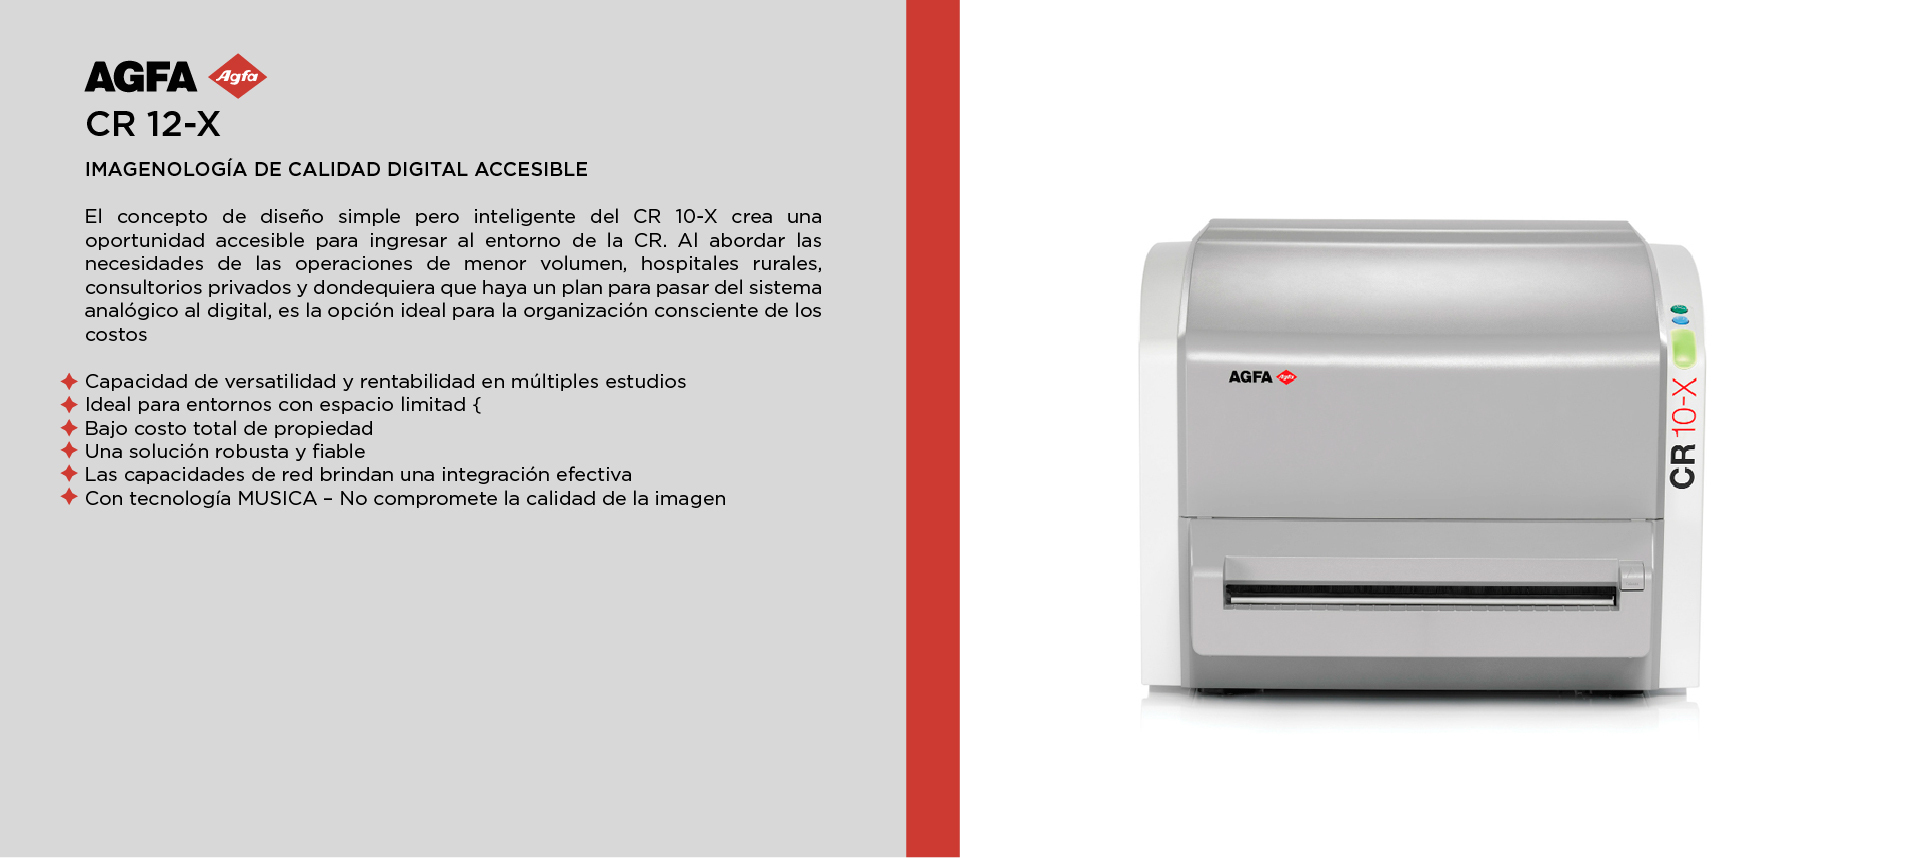 AGFA Agfa
CR 12-X
IMAGENOLOGÍA DE CALIDAD DIGITAL ACCESIBLE
El concepto de diseño simple pero inteligente del CR 10-X crea una
oportunidad accesible para ingresar al entorno de la CR. Al abordar las
necesidades de las operaciones de menor volumen, hospitales rurales,
consultorios privados y dondequiera que haya un plan para pasar del sistema
analógico al digital, es la opción ideal para la organización consciente de los
costos
Capacidad de versatilidad y rentabilidad en múltiples estudios
Ideal para entornos con espacio limitad {
Bajo costo total de propiedad
Una solución robusta y fiable
Las capacidades de red brindan una integración efectiva
Con tecnología MUSICA – No compromete la calidad de la imagen
AGFA Agfa
CR 10-X